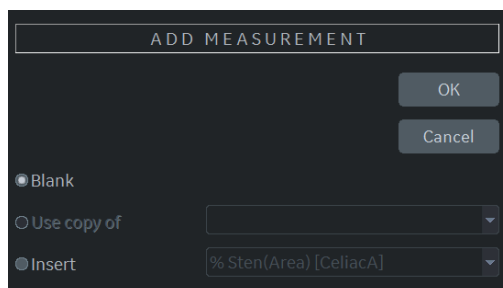 ADD MEASUREMENT
OK
Cancel
Blank
Use copy of
Insert % Sten(Area) [CeliacA]